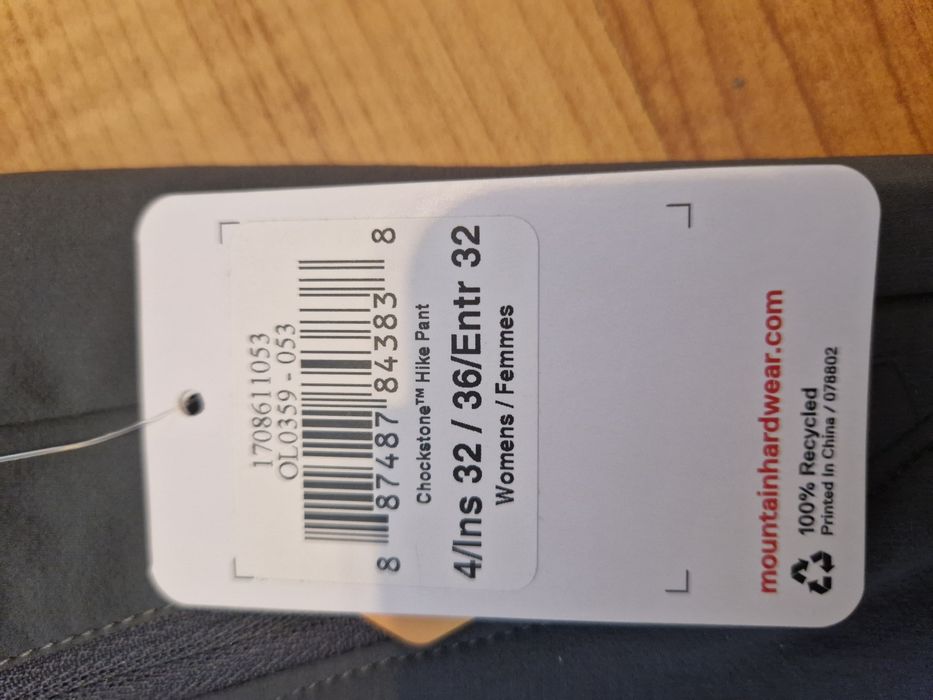 1708611053
OL0359 - 053
8 87487 84383 8
Chockstone™ Hike Pant
4/Ins 32 / 36/Entr 32
Womens / Femmes
mountainhardwear.com
100% Recycled
Printed In China / 078802